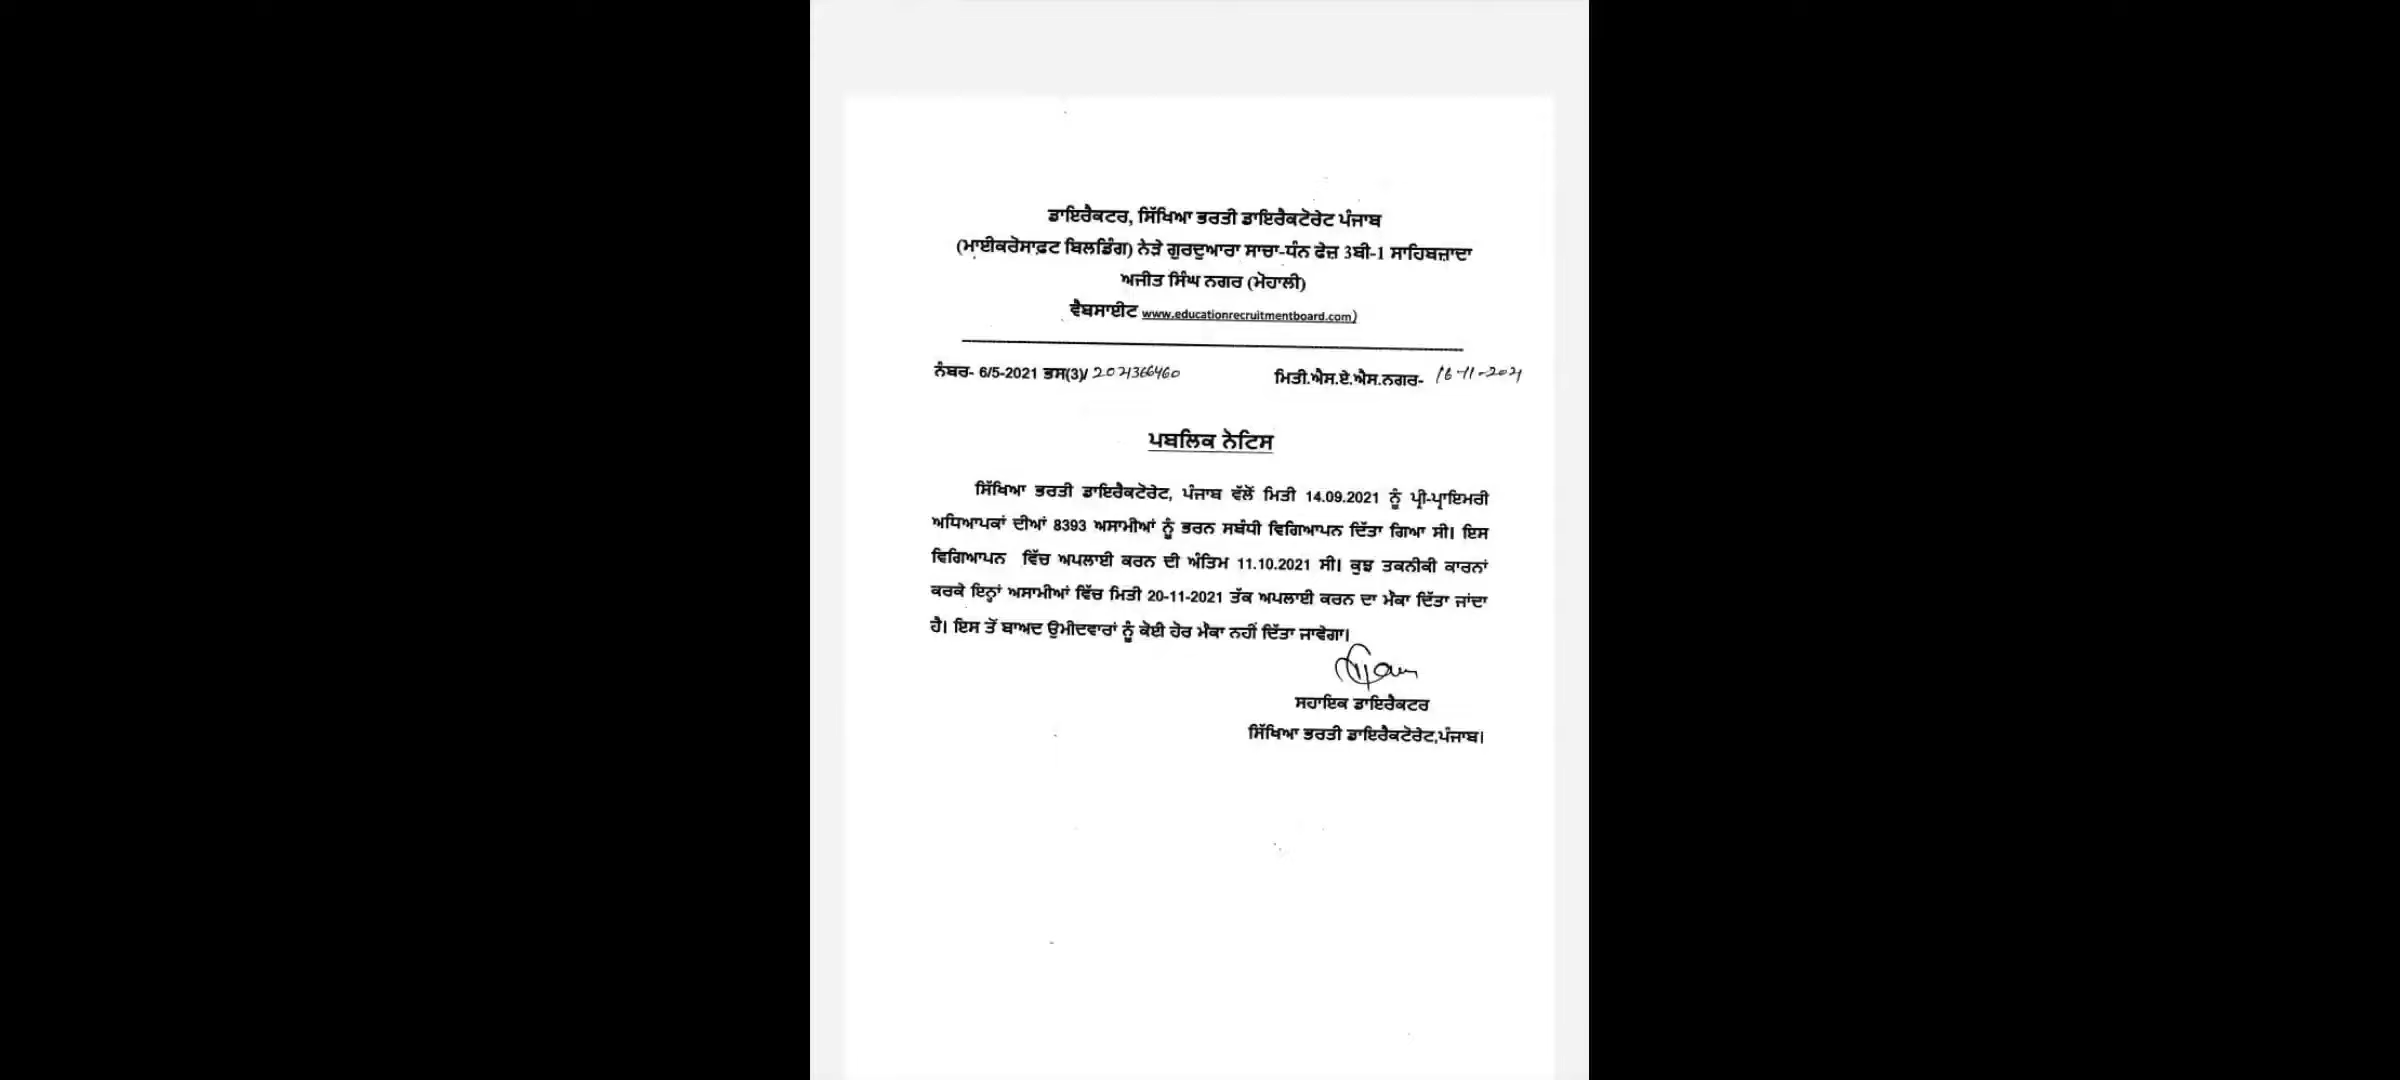 ਡਾਇਰੈਕਟਰ, ਸਿੱਖਿਆ ਭਰਤੀ ਡਾਇਰੈਕਟੋਰੇਟ ਪੰਜਾਬ
(ਮਾਈਕਰੋਸਾਫ਼ਟ ਬਿਲਡਿੰਗ) ਨੇੜੇ ਗੁਰਦੁਆਰਾ ਸਾਚਾ-ਧੰਨ ਫੇਜ਼ 3ਬੀ-1 ਸਾਹਿਬਜ਼ਾਦਾ
ਅਜੀਤ ਸਿੰਘ ਨਗਰ (ਮੋਹਾਲੀ)
ਵੈਬਸਾਈਟ www.educationrecruitmentboard.com)
ਨੰਬਰ- 6/5-2021 ਭਸ(3)/ 2021366460 ਮਿਤੀ.ਐਸ.ਏ.ਐਸ.ਨਗਰ- 16-11-2021
ਪਬਲਿਕ ਨੋਟਿਸ
ਸਿੱਖਿਆ ਭਰਤੀ ਡਾਇਰੈਕਟੋਰੇਟ, ਪੰਜਾਬ ਵੱਲੋਂ ਮਿਤੀ 14.09.2021 ਨੂੰ ਪ੍ਰੀ-ਪ੍ਰਾਇਮਰੀ
ਅਧਿਆਪਕਾਂ ਦੀਆਂ 8393 ਅਸਾਮੀਆਂ ਨੂੰ ਭਰਨ ਸਬੰਧੀ ਵਿਗਿਆਪਨ ਦਿੱਤਾ ਗਿਆ ਸੀ। ਇਸ
ਵਿਗਿਆਪਨ ਵਿੱਚ ਅਪਲਾਈ ਕਰਨ ਦੀ ਅੰਤਿਮ 11.10.2021 ਸੀ। ਕੁਝ ਤਕਨੀਕੀ ਕਾਰਨਾਂ
ਕਰਕੇ ਇਨ੍ਹਾਂ ਅਸਾਮੀਆਂ ਵਿੱਚ ਮਿਤੀ 20-11-2021 ਤੱਕ ਅਪਲਾਈ ਕਰਨ ਦਾ ਮੌਕਾ ਦਿੱਤਾ ਜਾਂਦਾ
ਹੈ। ਇਸ ਤੋਂ ਬਾਅਦ ਉਮੀਦਵਾਰਾਂ ਨੂੰ ਕੋਈ ਹੋਰ ਮੌਕਾ ਨਹੀਂ ਦਿੱਤਾ ਜਾਵੇਗਾ।
ਸਹਾਇਕ ਡਾਇਰੈਕਟਰ
ਸਿੱਖਿਆ ਭਰਤੀ ਡਾਇਰੈਕਟੋਰੇਟ,ਪੰਜਾਬ।